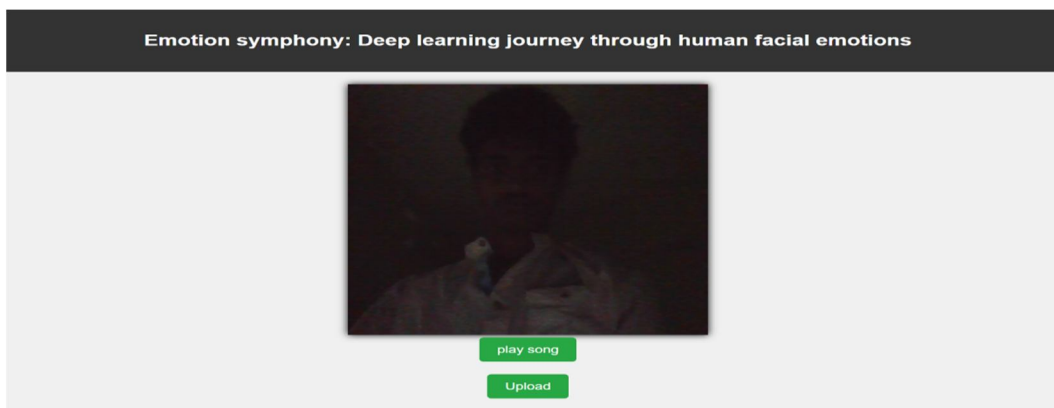 Emotion symphony: Deep learning journey through human facial emotions
play song
Upload